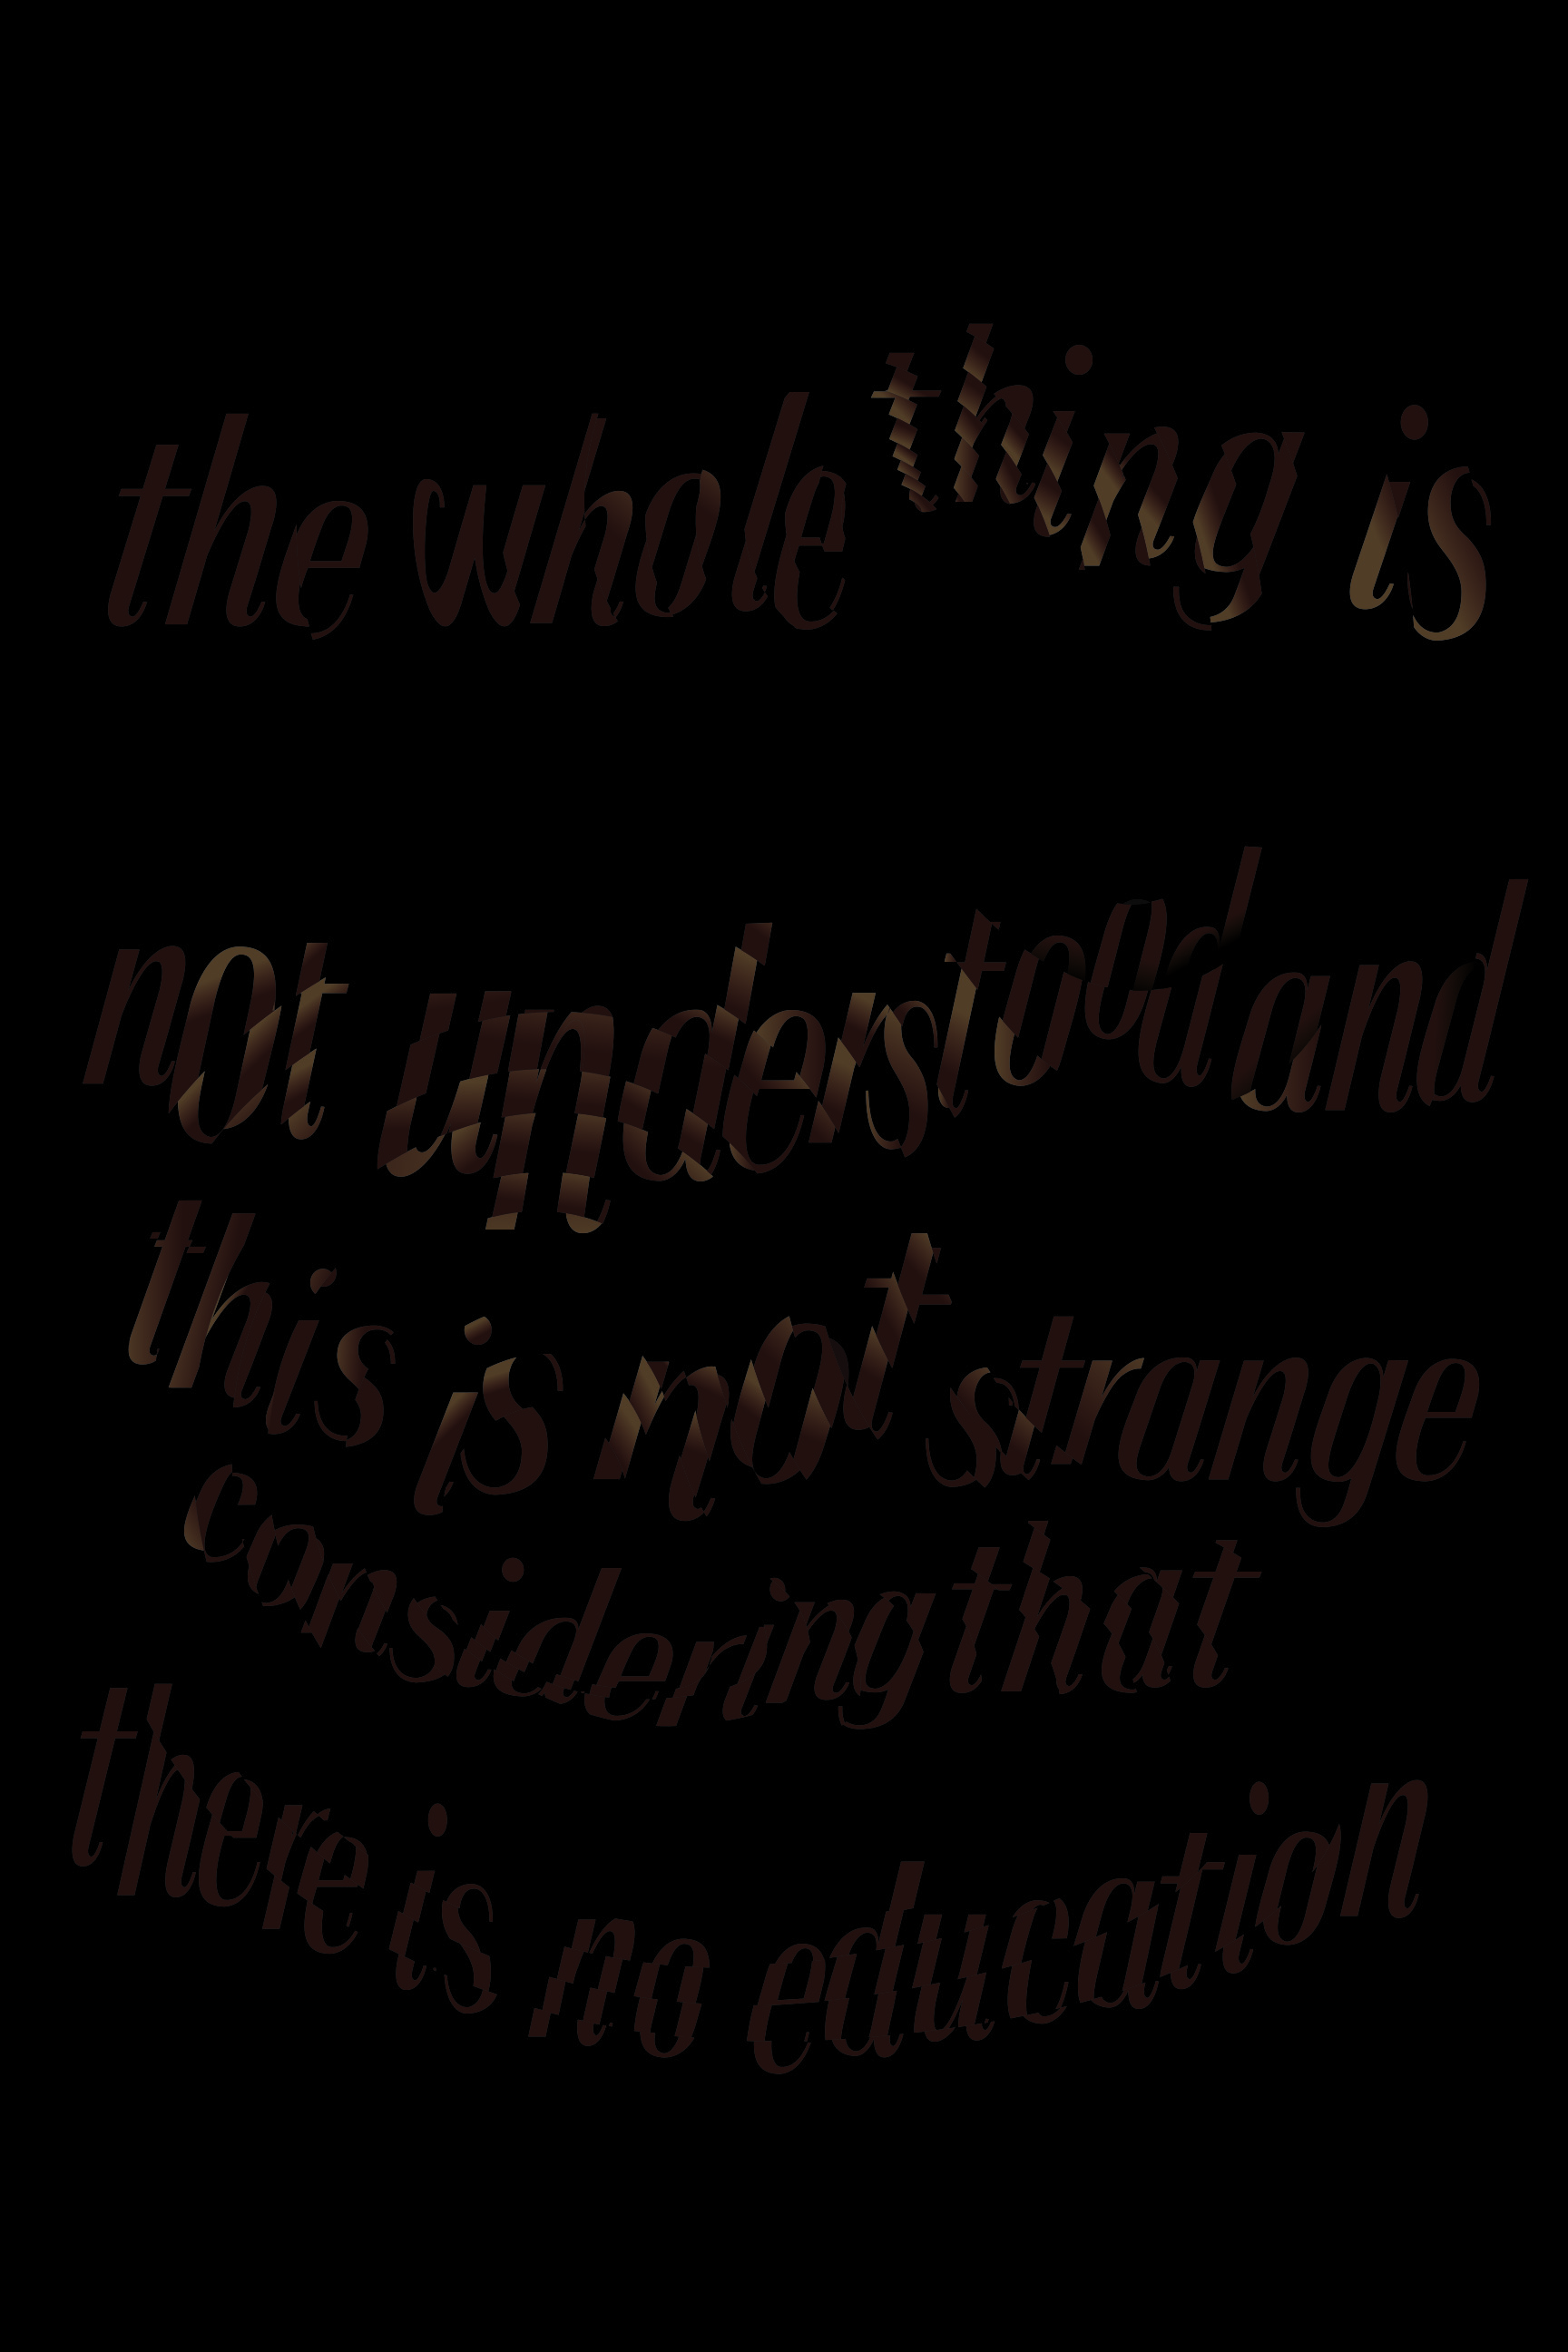 the whole thing is
not understood and
this is not strange
considering that
there is no education